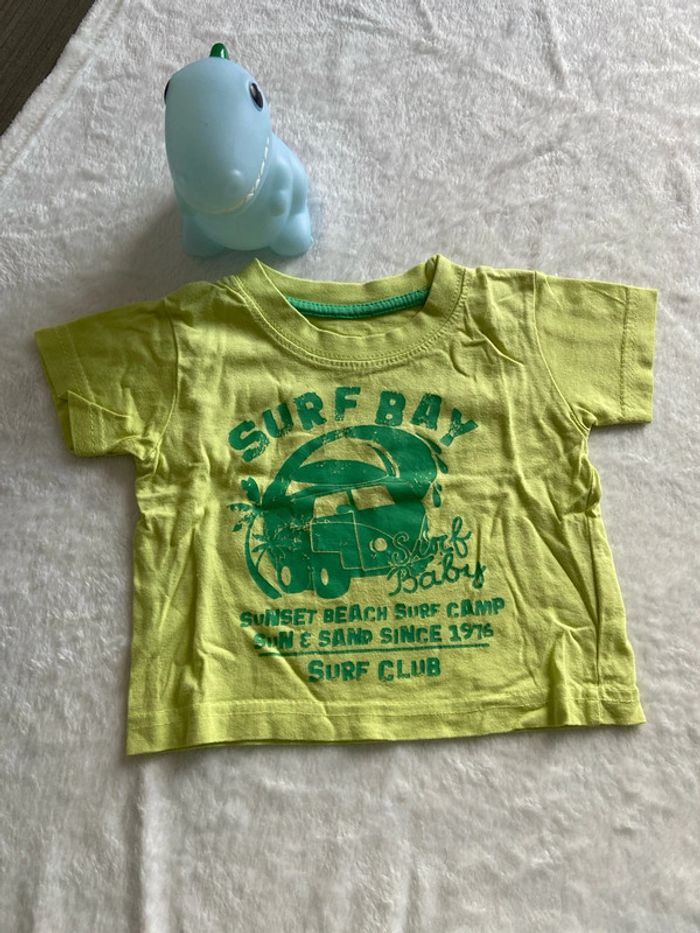 SURF BAY
Surf
Baby
SUNSET BEACH SURF CAMP
SUN & SAND SINCE 1976
SURF CLUB